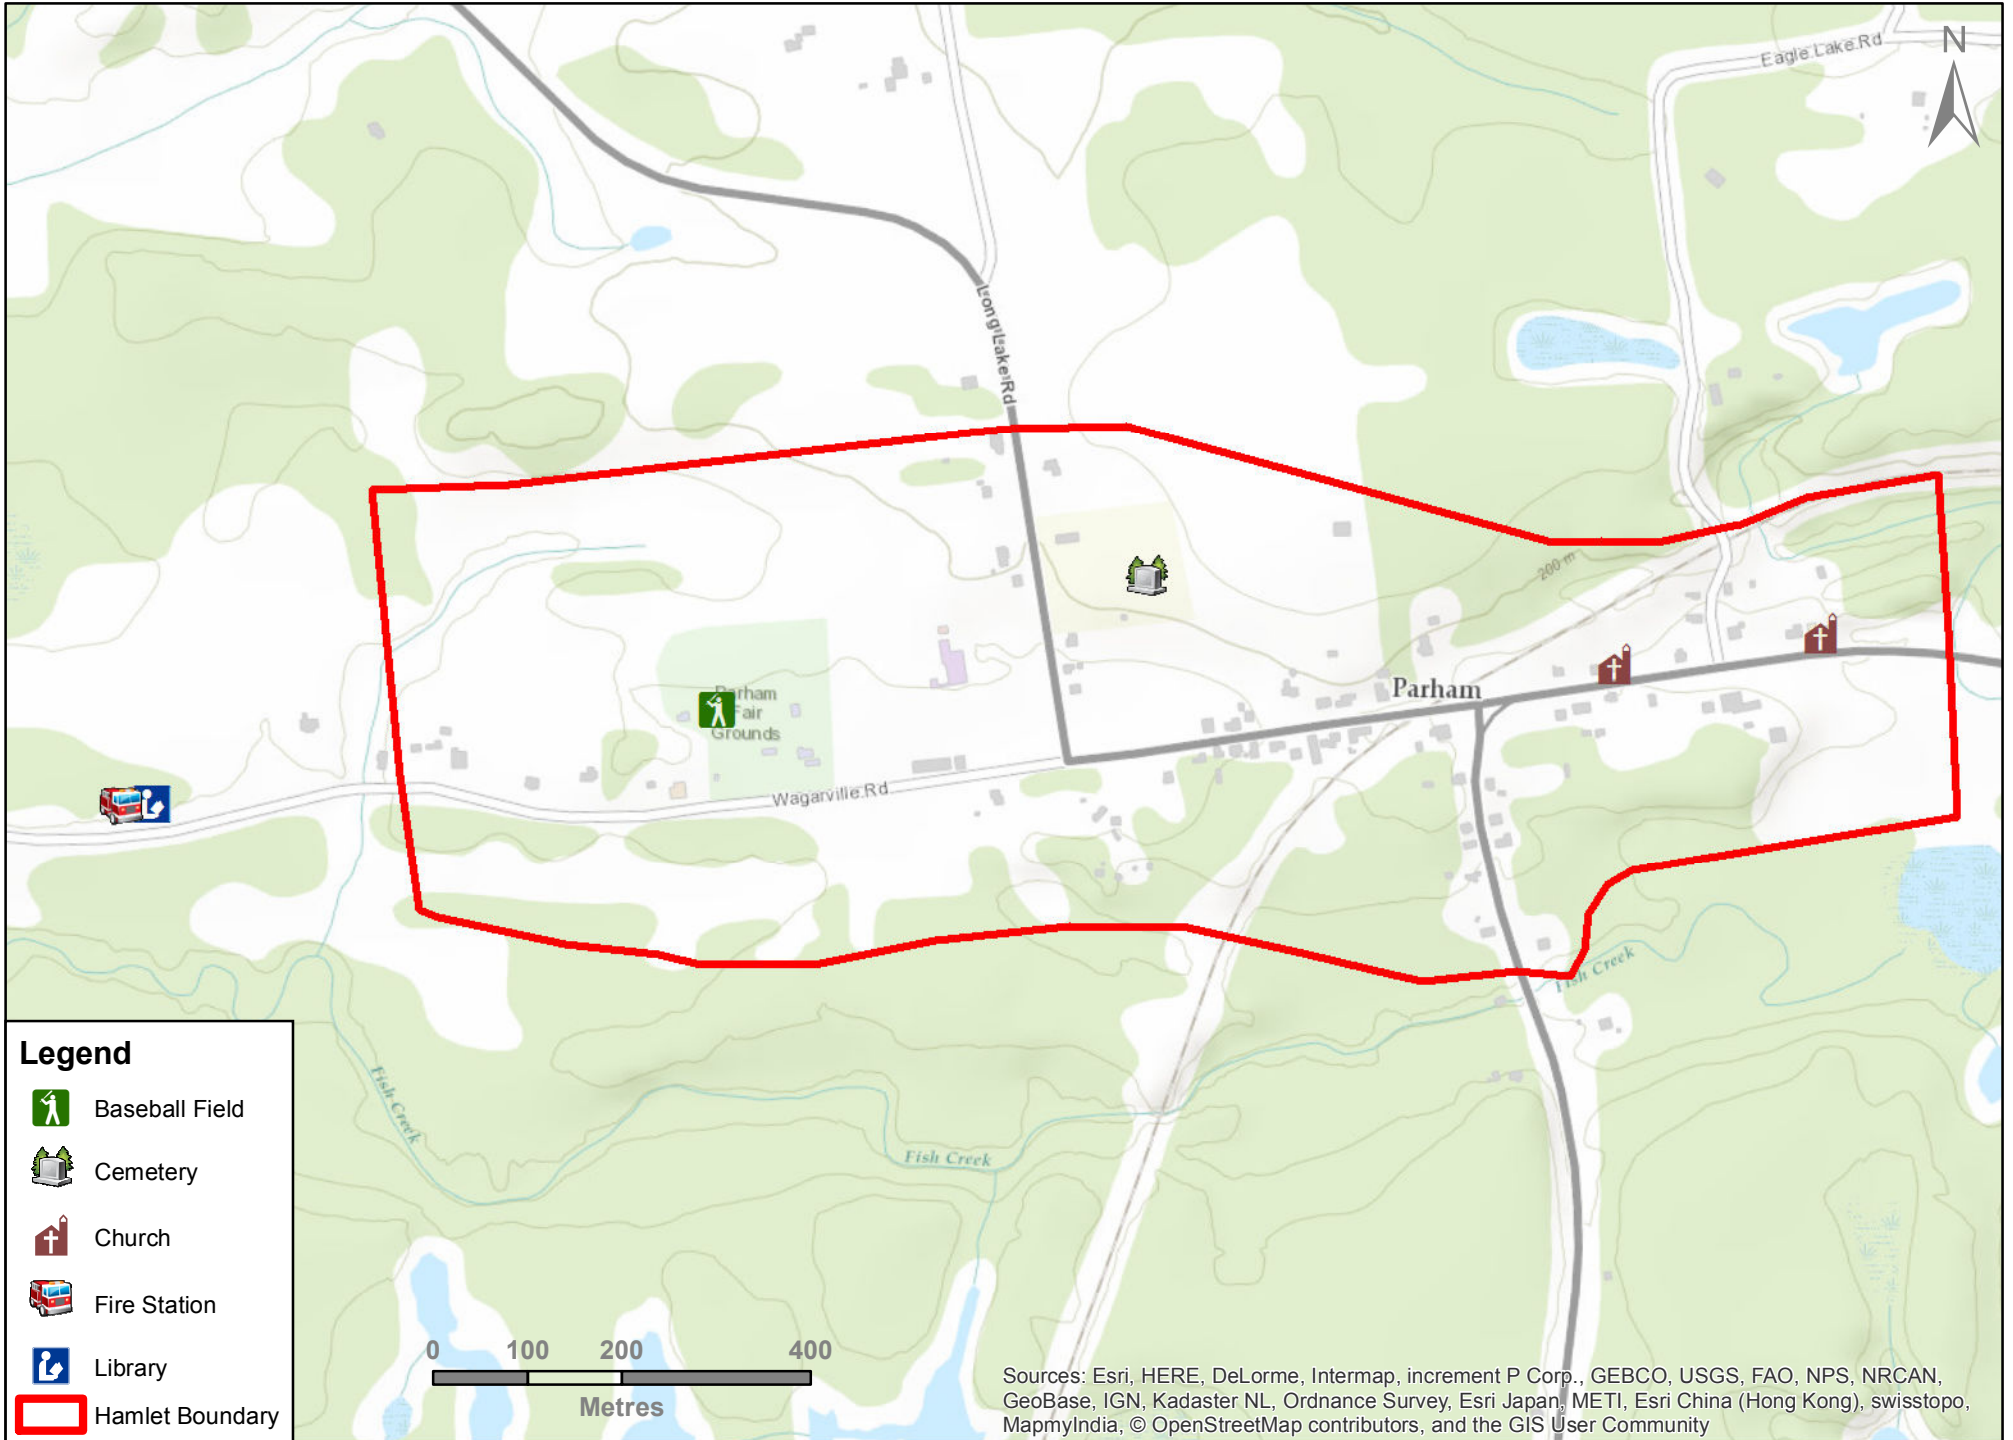 Eagle Lake Rd
N
Long Lake Rd
200 m
Parham
Parham
Fair
Grounds
Wagarville Rd
Fish Creek
Fish Creek
Fish Creek
Legend
Baseball Field
Cemetery
Church
Fire Station
Library
Hamlet Boundary
0 100 200 400
Metres
Sources: Esri, HERE, DeLorme, Intermap, increment P Corp., GEBCO, USGS, FAO, NPS, NRCAN,
GeoBase, IGN, Kadaster NL, Ordnance Survey, Esri Japan, METI, Esri China (Hong Kong), swisstopo,
MapmyIndia, © OpenStreetMap contributors, and the GIS User Community